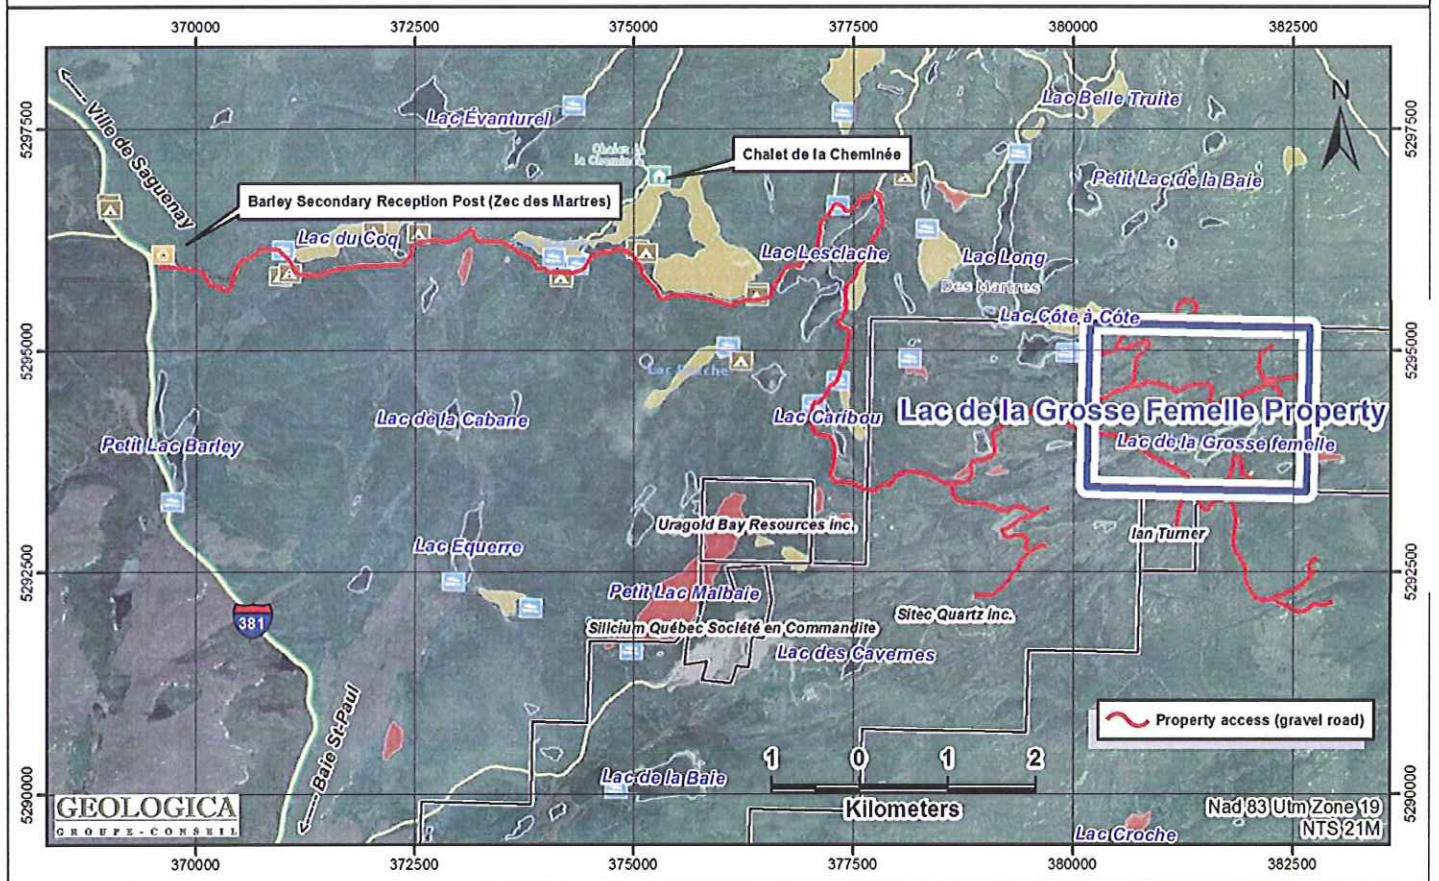 370000
372500
375000
377500
380000
382500
N
5297500
5297500
Ville de Saguenay
Lac Évanturel
Lac Belle Truite
Chalet de la Cheminée
Petit Lac de la Baie
Barley Secondary Reception Post (Zec des Martres)
Lac du Coq
Lac Lesclache
Lac Long
Des Martres
Lac Côte à Côte
5295000
5295000
Lac de la Cabane
Lac Caribou
Lac de la Grosse Femelle Property
Petit Lac Barley
Lac de la Grosse femelle
Uragold Bay Resources inc.
Ian Turner
Lac Equerre
5292500
5292500
Petit Lac Malbaie
381
Sitec Quartz inc.
Silicium Québec Société en Commandite
Lac des Cavernes
Baie St-Paul
Property access (gravel road)
1 0 1 2
Kilometers
Lac de la Baie
5290000
5290000
GEOLOGICA
GROUPE-CONSEIL
Nad 83 Utm Zone 19
NTS 21M
Lac Croche
370000
372500
375000
377500
380000
382500